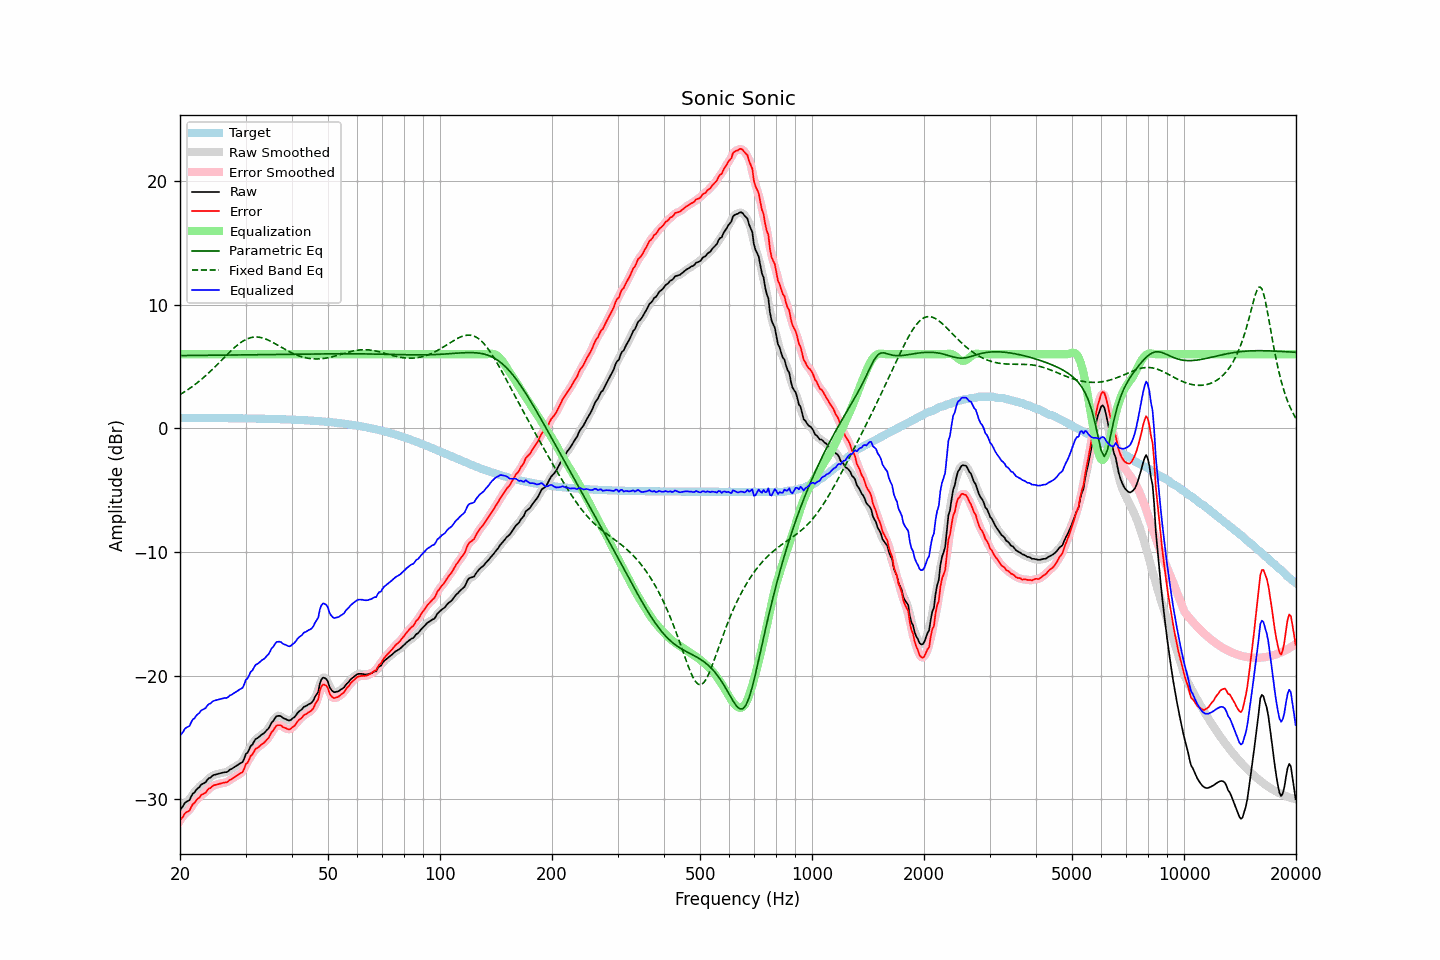 Sonic Sonic
Target
Raw Smoothed
Error Smoothed
Raw
Error
Equalization
Parametric Eq
Fixed Band Eq
Equalized
Amplitude (dBr)
20
10
0
−10
−20
−30
20 50 100 200 500 1000 2000 5000 10000 20000
Frequency (Hz)